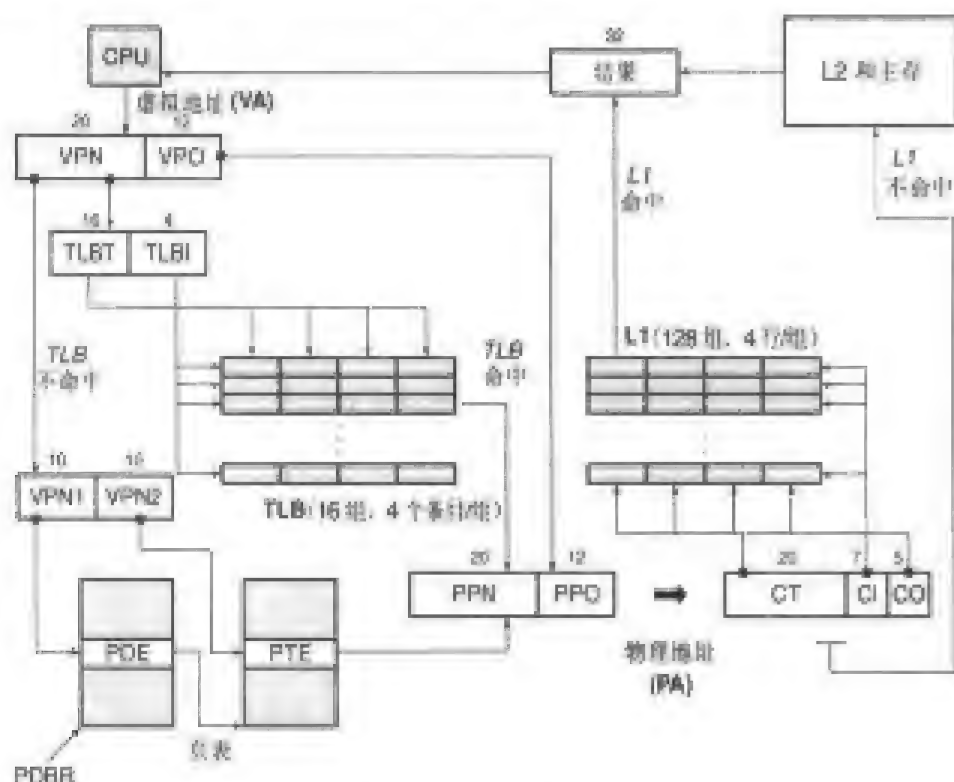 CPU
32
结果
L2 和主存
虚拟地址 (VA)
20
12
VPN
VPO
L1
命中
L1
不命中
16
4
TLBT
TLBI
TLB
不命中
TLB
命中
L1 (128 组, 4 行/组)
…
…
10
10
VPN1
VPN2
TLB (16 组, 4 个条目/组)
20
12
PPN
PPO
20
7
5
CT
CI
CO
物理地址
(PA)
PDE
PTE
页表
PDBR